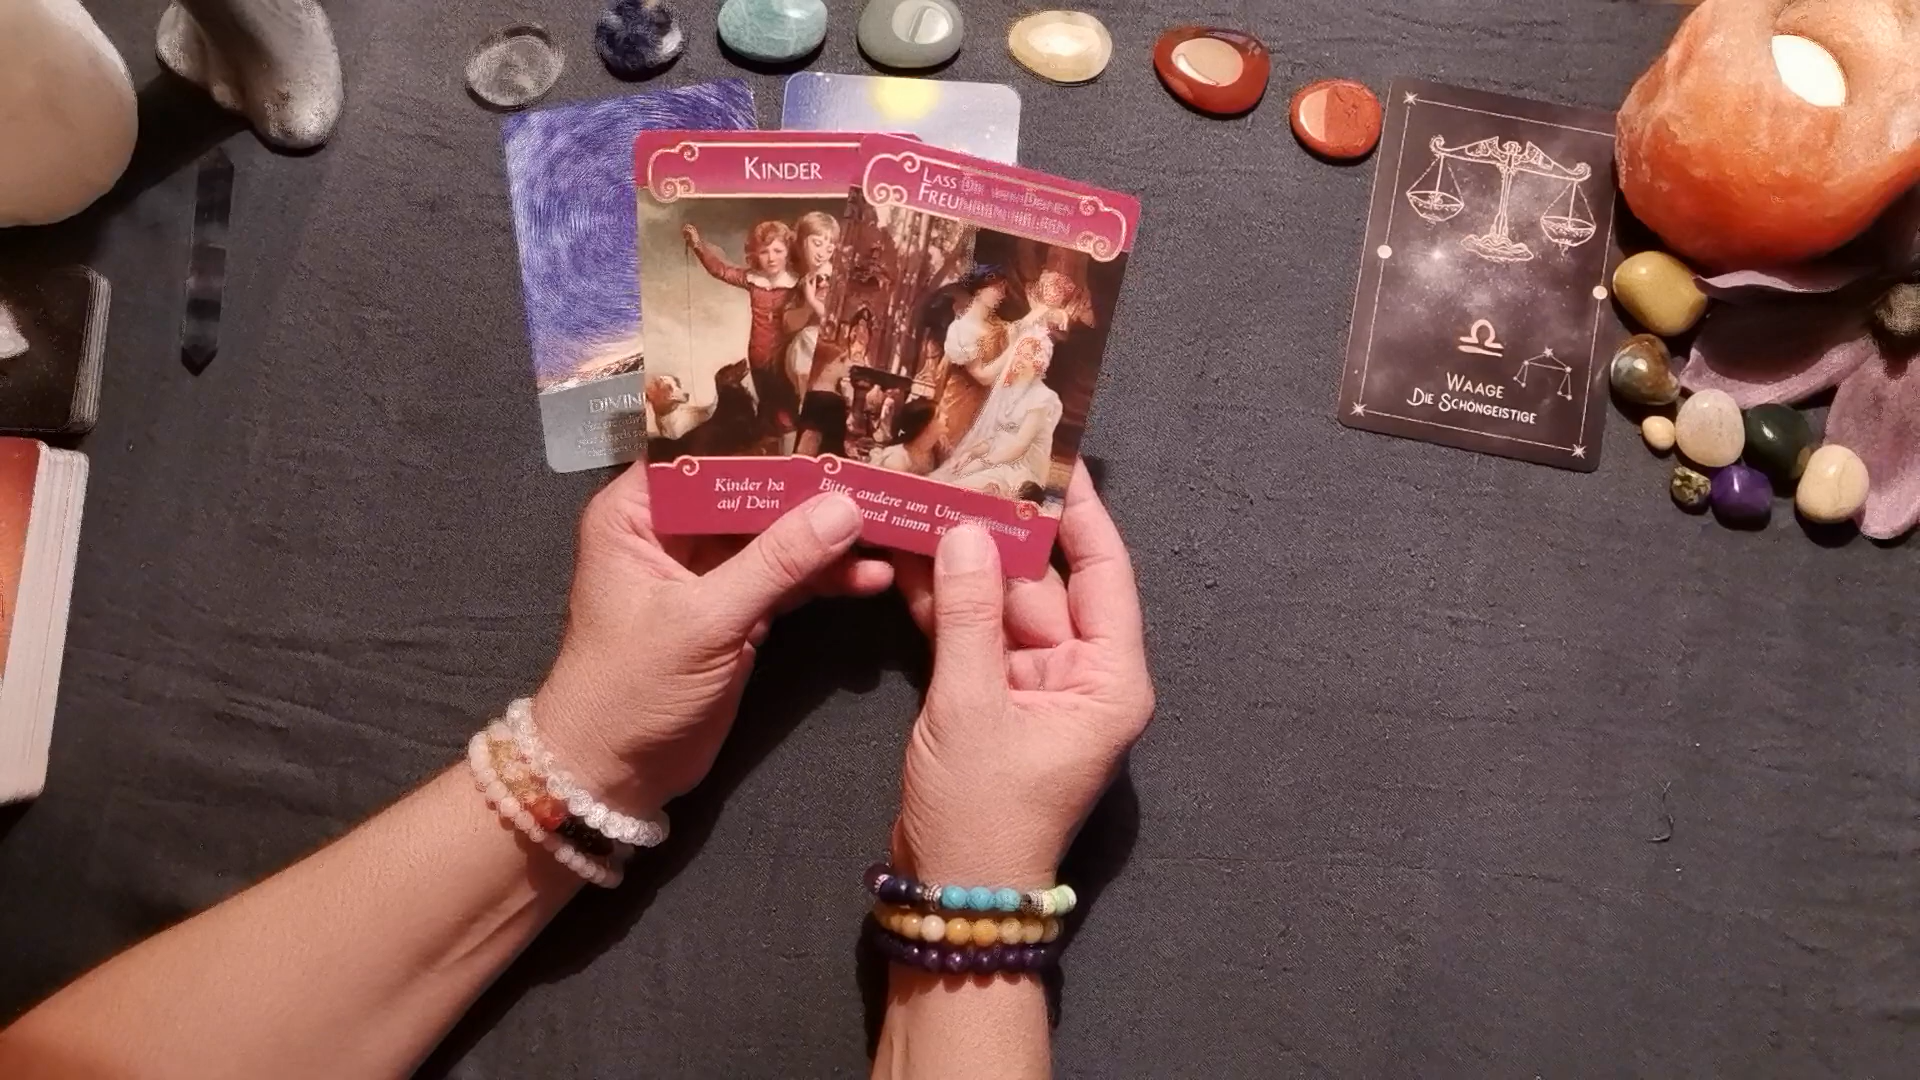 KINDER
LASS DIR VON DEINEN
FREUNDEN HELFEN
DIVIN
Kinder ha
auf Dein
Bitte andere um Unterstützung
und nimm si
WAAGE
DIE SCHÖNGEISTIGE